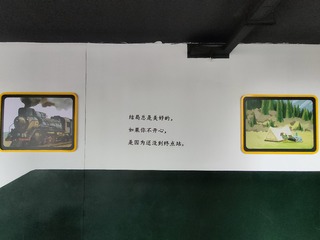 结局总是美好的，
如果你不开心，
是因为还没到终点站。